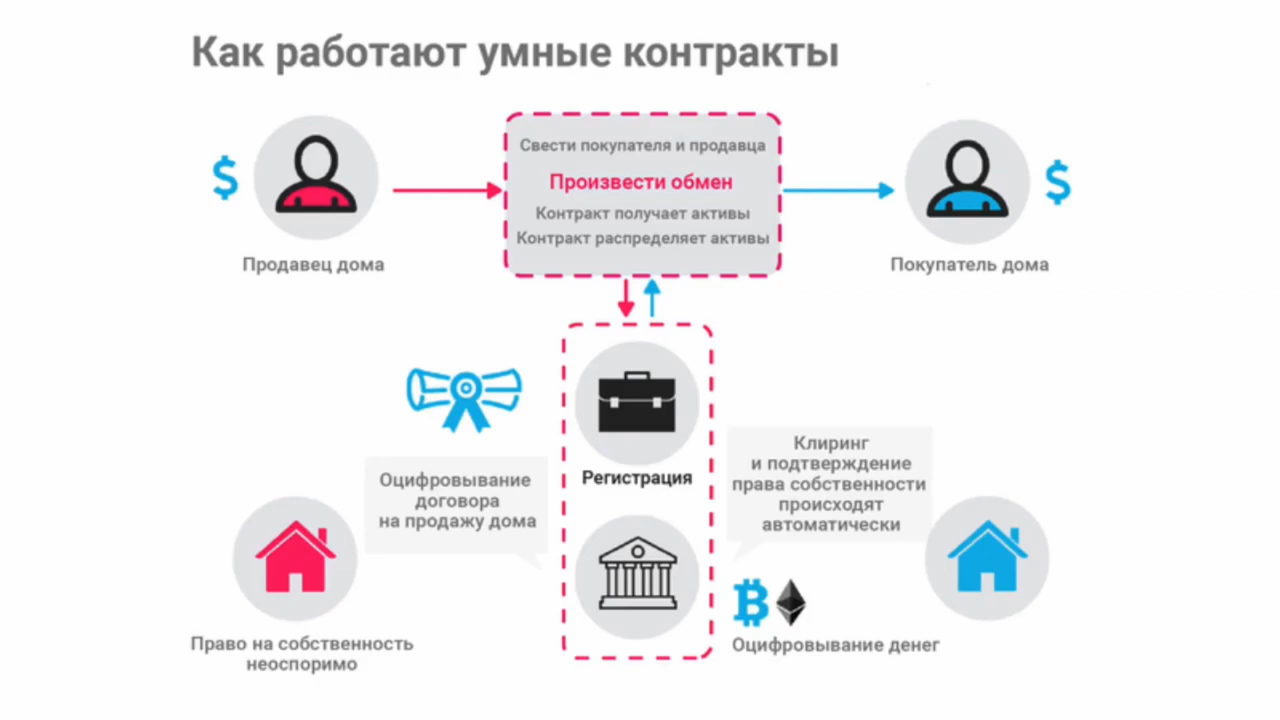 Как работают умные контракты
Свести покупателя и продавца
Произвести обмен
Контракт получает активы
Контракт распределяет активы
$
Продавец дома
$
Покупатель дома
Оцифровывание
договора
на продажу дома
Регистрация
Клиринг
и подтверждение
права собственности
происходят
автоматически
Право на собственность
неоспоримо
Оцифровывание денег